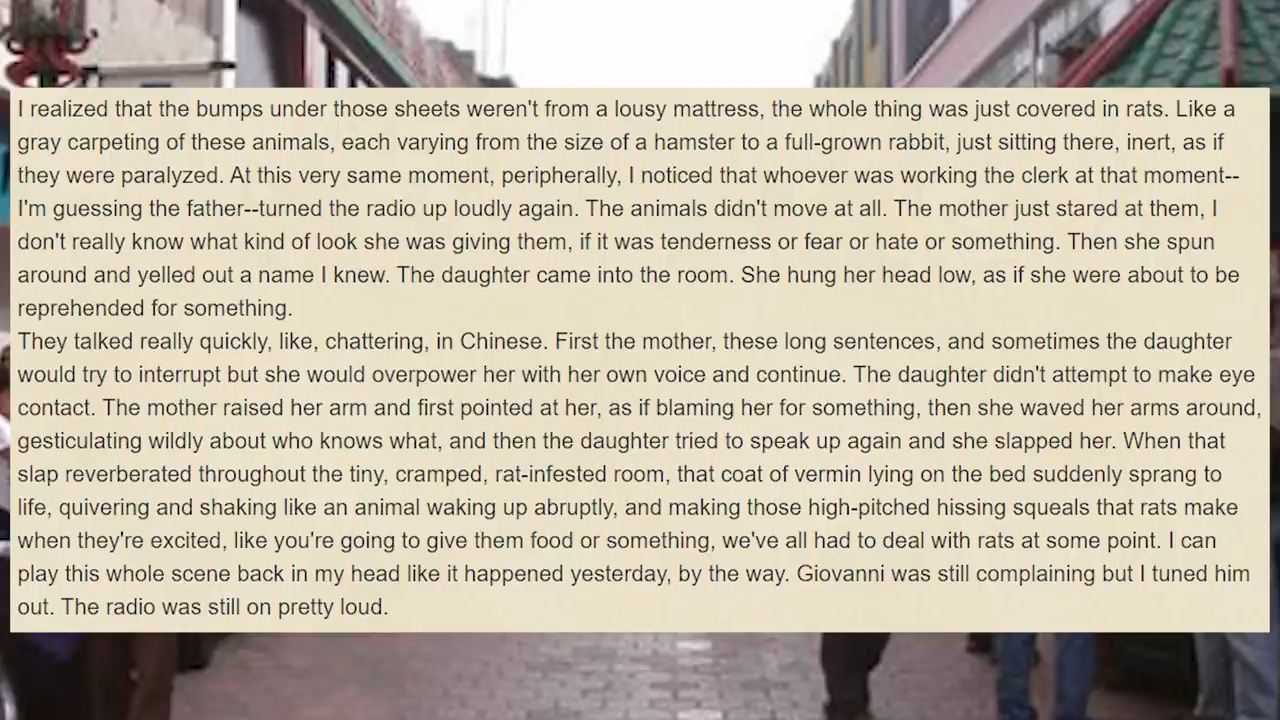 I realized that the bumps under those sheets weren't from a lousy mattress, the whole thing was just covered in rats. Like a
gray carpeting of these animals, each varying from the size of a hamster to a full-grown rabbit, just sitting there, inert, as if
they were paralyzed. At this very same moment, peripherally, I noticed that whoever was working the clerk at that moment--
I'm guessing the father--turned the radio up loudly again. The animals didn't move at all. The mother just stared at them, I
don't really know what kind of look she was giving them, if it was tenderness or fear or hate or something. Then she spun
around and yelled out a name I knew. The daughter came into the room. She hung her head low, as if she were about to be
reprehended for something.
They talked really quickly, like, chattering, in Chinese. First the mother, these long sentences, and sometimes the daughter
would try to interrupt but she would overpower her with her own voice and continue. The daughter didn't attempt to make eye
contact. The mother raised her arm and first pointed at her, as if blaming her for something, then she waved her arms around,
gesticulating wildly about who knows what, and then the daughter tried to speak up again and she slapped her. When that
slap reverberated throughout the tiny, cramped, rat-infested room, that coat of vermin lying on the bed suddenly sprang to
life, quivering and shaking like an animal waking up abruptly, and making those high-pitched hissing squeals that rats make
when they're excited, like you're going to give them food or something, we've all had to deal with rats at some point. I can
play this whole scene back in my head like it happened yesterday, by the way. Giovanni was still complaining but I tuned him
out. The radio was still on pretty loud.